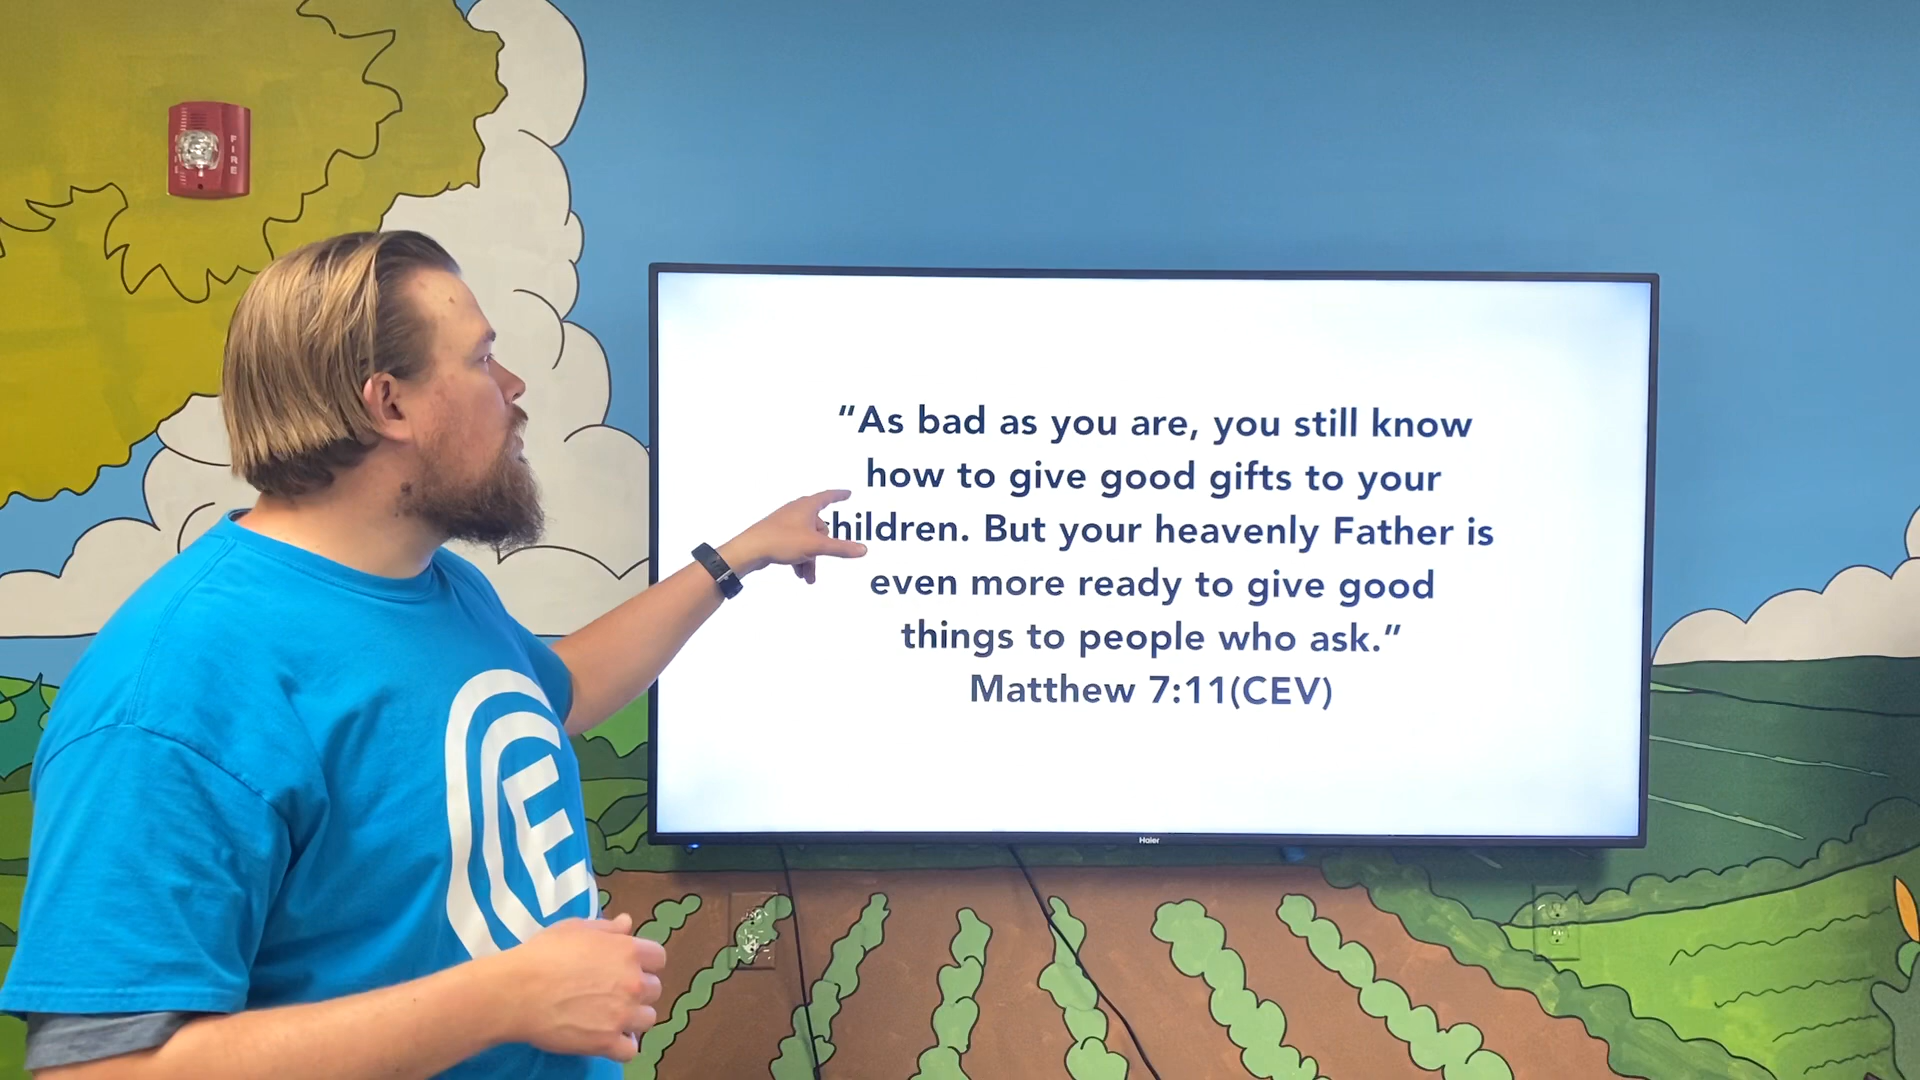 FIRE
"As bad as you are, you still know
how to give good gifts to your
hildren. But your heavenly Father is
even more ready to give good
things to people who ask."
Matthew 7:11(CEV)
Haier
E